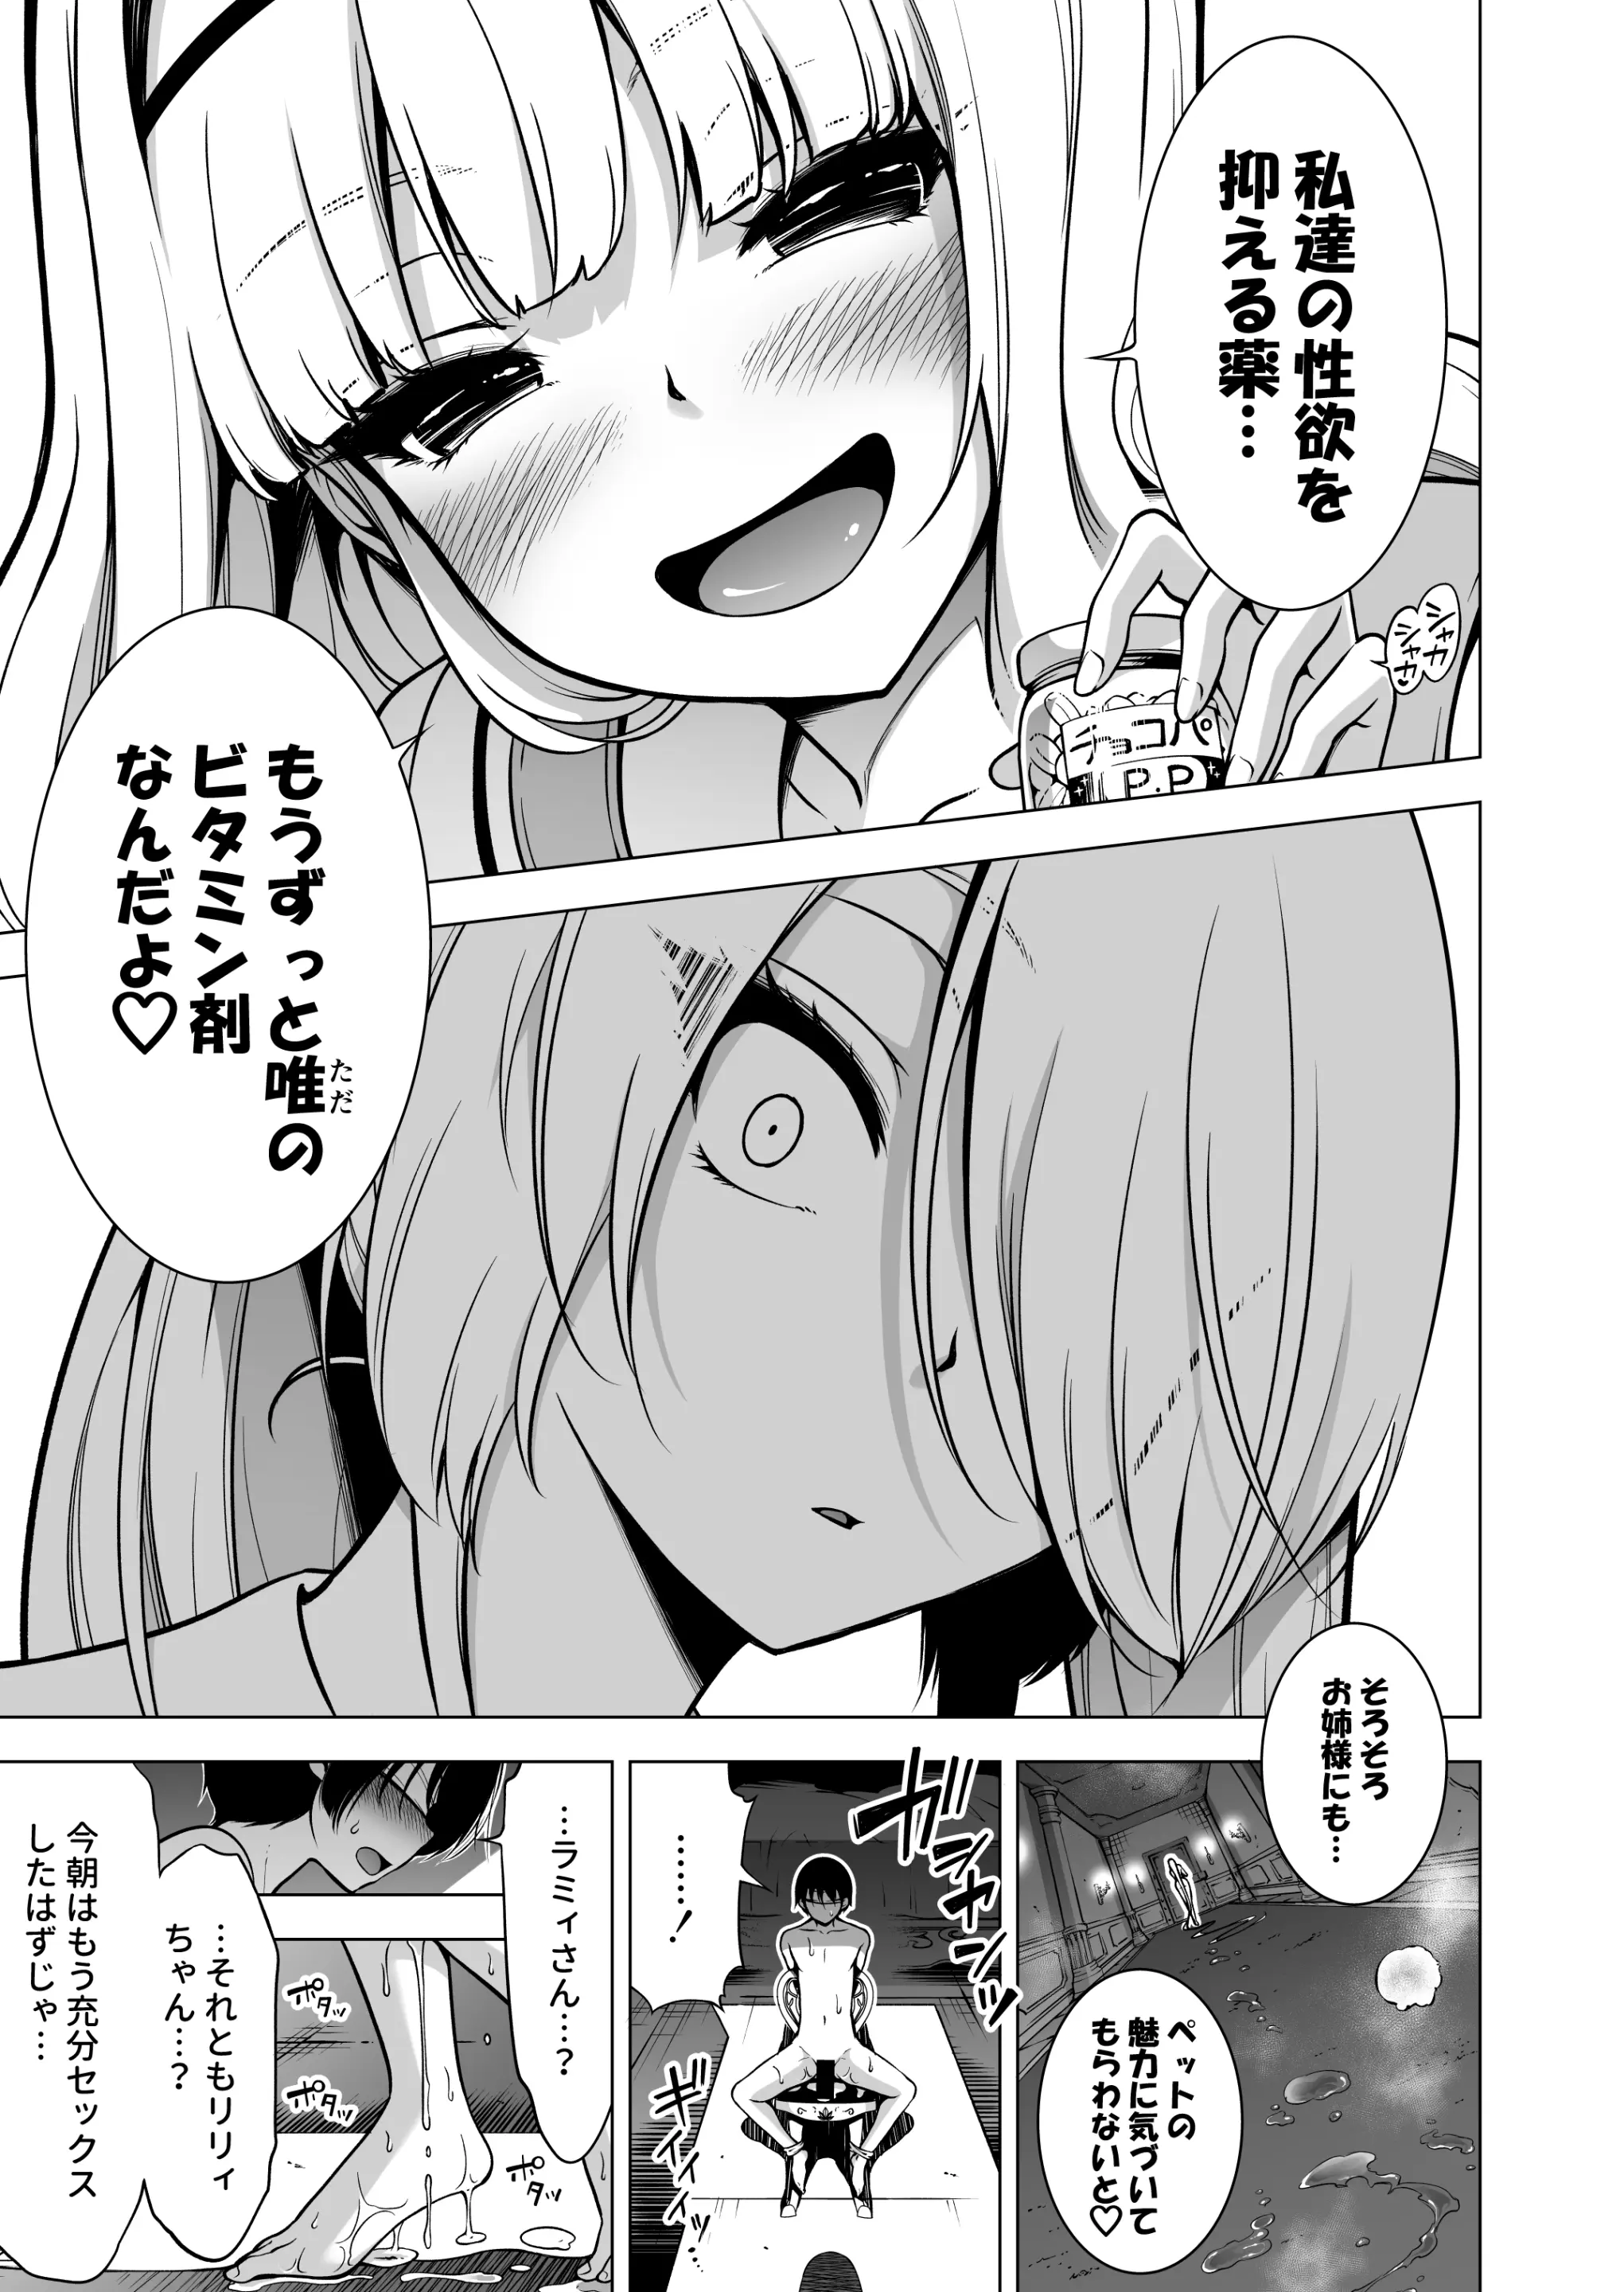 私達の性欲を
抑える薬…
シャカ
シャカ
チョコパ
P.P
もうずっと唯の
ただ
ビタミン剤
なんだよ♡
そろそろ
お姉様にも…
ペットの
魅力に気づいて
もらわないと♡
ガシャンッ
……！
ギィィィ…
…ラミィさん…？
…それともリリィ
ちゃん…？
今朝はもう充分セックス
したはずじゃ…
ポタッ
ポタッ
ポタッ